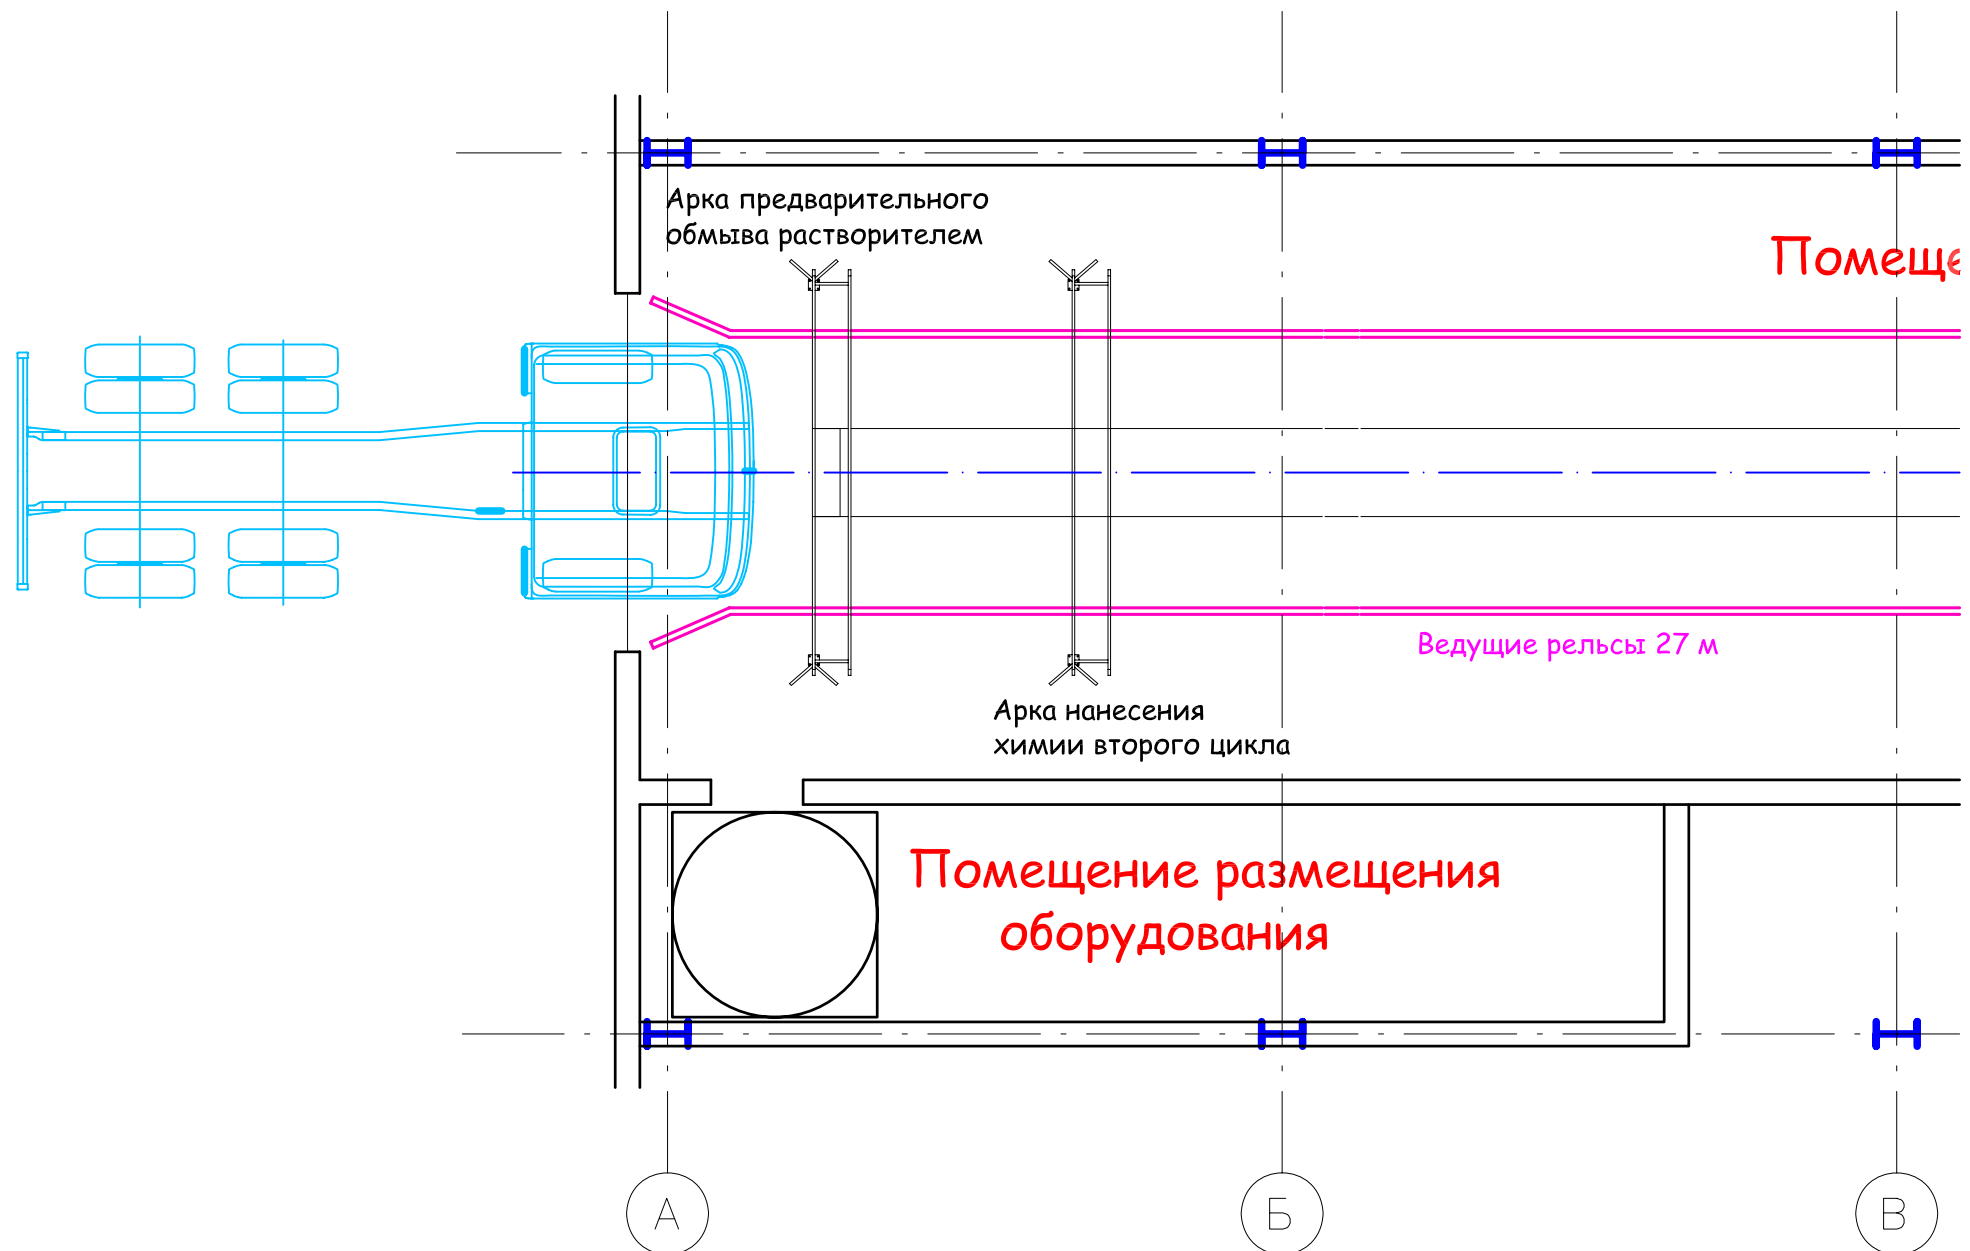 Арка предварительного
обмыва растворителем
Помеще
Ведущие рельсы 27 м
Арка нанесения
химии второго цикла
Помещение размещения
оборудования
А
Б
В